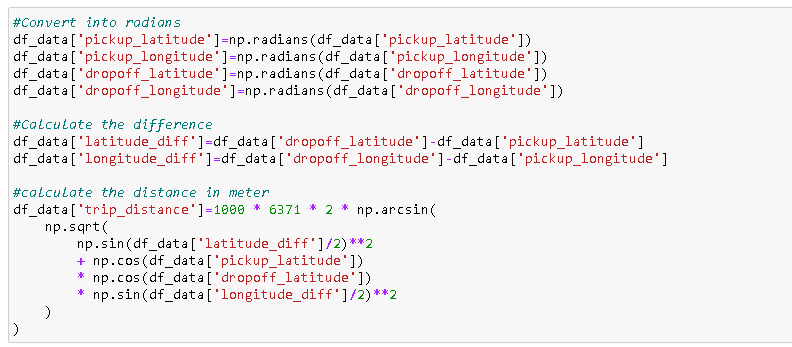 #Convert into radians
df_data['pickup_latitude']=np.radians(df_data['pickup_latitude'])
df_data['pickup_longitude']=np.radians(df_data['pickup_longitude'])
df_data['dropoff_latitude']=np.radians(df_data['dropoff_latitude'])
df_data['dropoff_longitude']=np.radians(df_data['dropoff_longitude'])

#Calculate the difference
df_data['latitude_diff']=df_data['dropoff_latitude']-df_data['pickup_latitude']
df_data['longitude_diff']=df_data['dropoff_longitude']-df_data['pickup_longitude']

#calculate the distance in meter
df_data['trip_distance']=1000 * 6371 * 2 * np.arcsin(
    np.sqrt(
        np.sin(df_data['latitude_diff']/2)**2
        + np.cos(df_data['pickup_latitude'])
        * np.cos(df_data['dropoff_latitude'])
        * np.sin(df_data['longitude_diff']/2)**2
    )
)